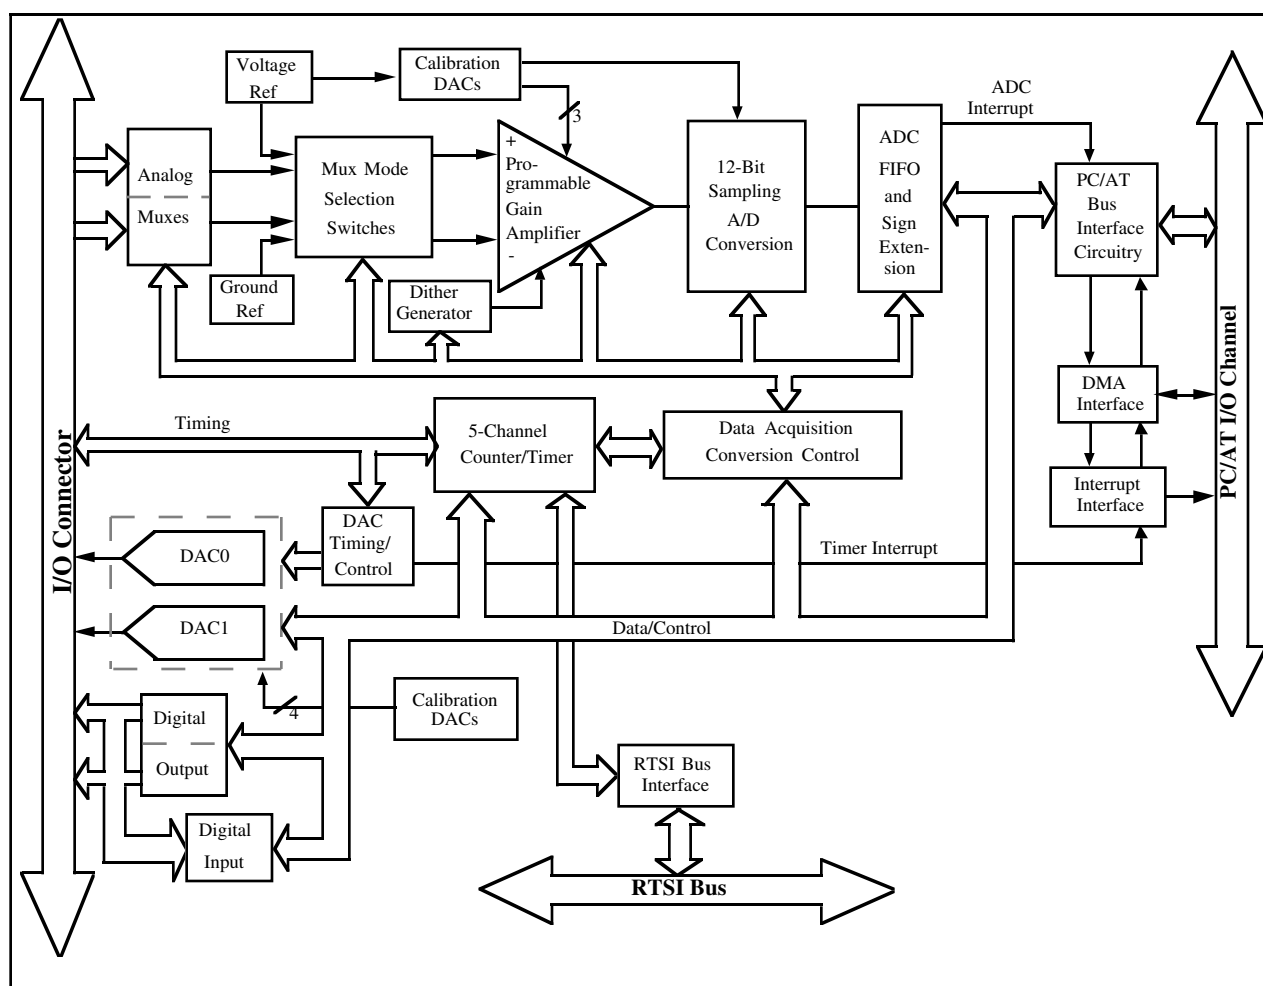 Voltage
Ref
Calibration
DACs
3
ADC
Interrupt
Analog
Muxes
Mux Mode
Selection
Switches
+
Pro-
grammable
Gain
Amplifier
-
12-Bit
Sampling
A/D
Conversion
ADC
FIFO
and
Sign
Exten-
sion
PC/AT
Bus
Interface
Circuitry
Ground
Ref
Dither
Generator
DMA
Interface
Interrupt
Interface
PC/AT I/O Channel
I/O Connector
Timing
5-Channel
Counter/Timer
Data Acquisition
Conversion Control
DAC
Timing/
Control
Timer Interrupt
DAC0
DAC1
Data/Control
4
Calibration
DACs
Digital
Output
Digital
Input
RTSI Bus
Interface
RTSI Bus